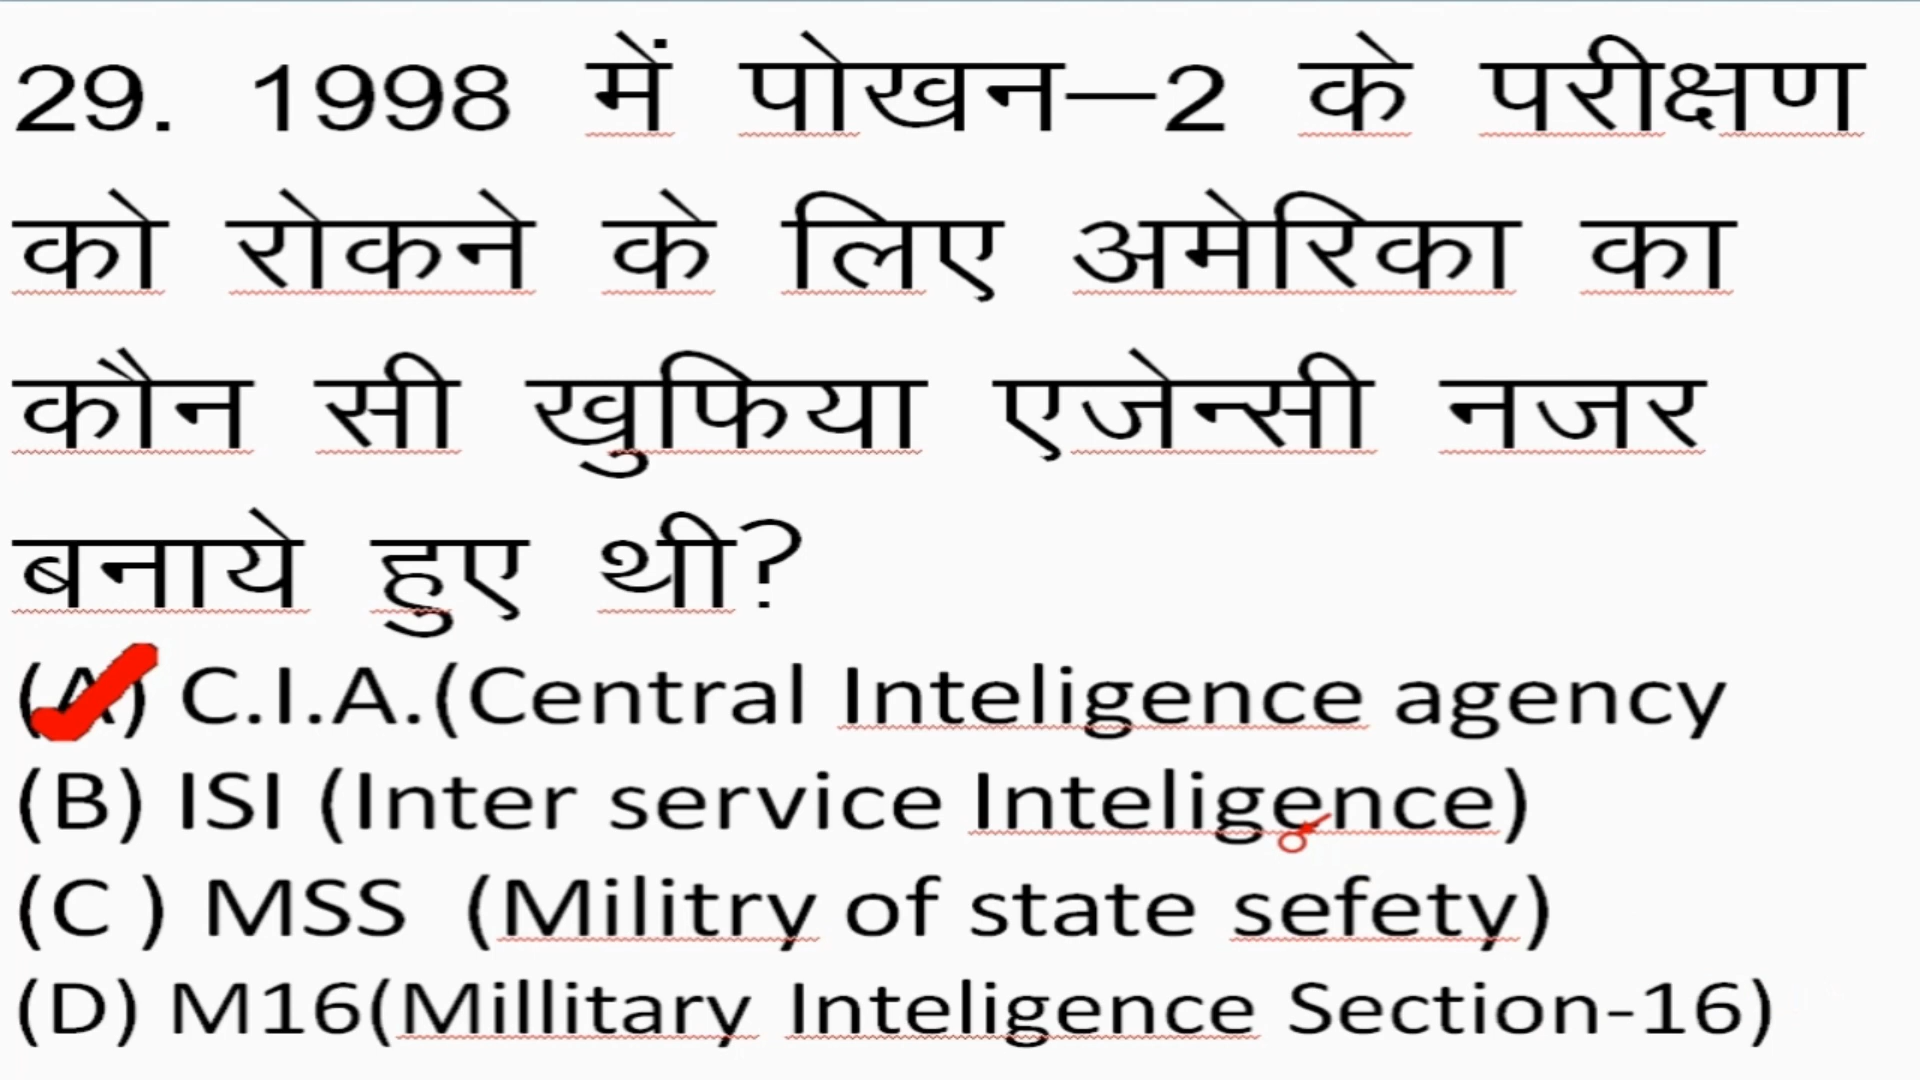 29. 1998 में पोखन–2 के परीक्षण
को रोकने के लिए अमेरिका का
कौन सी खुफिया एजेन्सी नजर
बनाये हुए थी?
(A) C.I.A.(Central Inteligence agency
(B) ISI (Inter service Inteligence)
(C ) MSS (Militry of state sefety)
(D) M16(Millitary Inteligence Section-16)